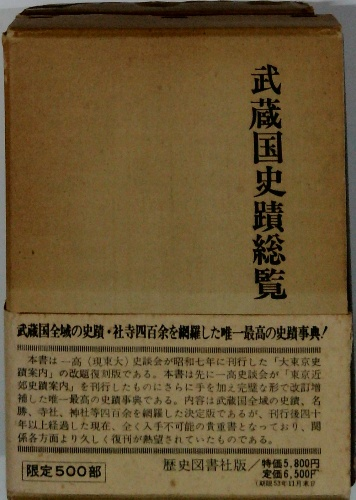 武蔵国史蹟総覧
武蔵国全域の史蹟・社寺四百余を網羅した唯一最高の史蹟事典!
本書は一高(現東大)史談会が昭和七年に刊行した「大東京史
蹟案内」の改題復刻版である。本書は先に一高史談会が「東京近
郊史蹟案内」を刊行したものにさらに手を加え完璧な形で改訂増
補した唯一最高の史蹟事典である。内容は武蔵国全域の史蹟、名
勝、寺社、神社等四百余を網羅した決定版であるが、刊行後四十
年以上経過した現在、全く入手不可能の貴重書となっており、関
係各方面より久しく復刊が熱望されていたものである。
限定500部
歴史図書社版/
特価5,800円
定価6,500円
(期限53年11月末)